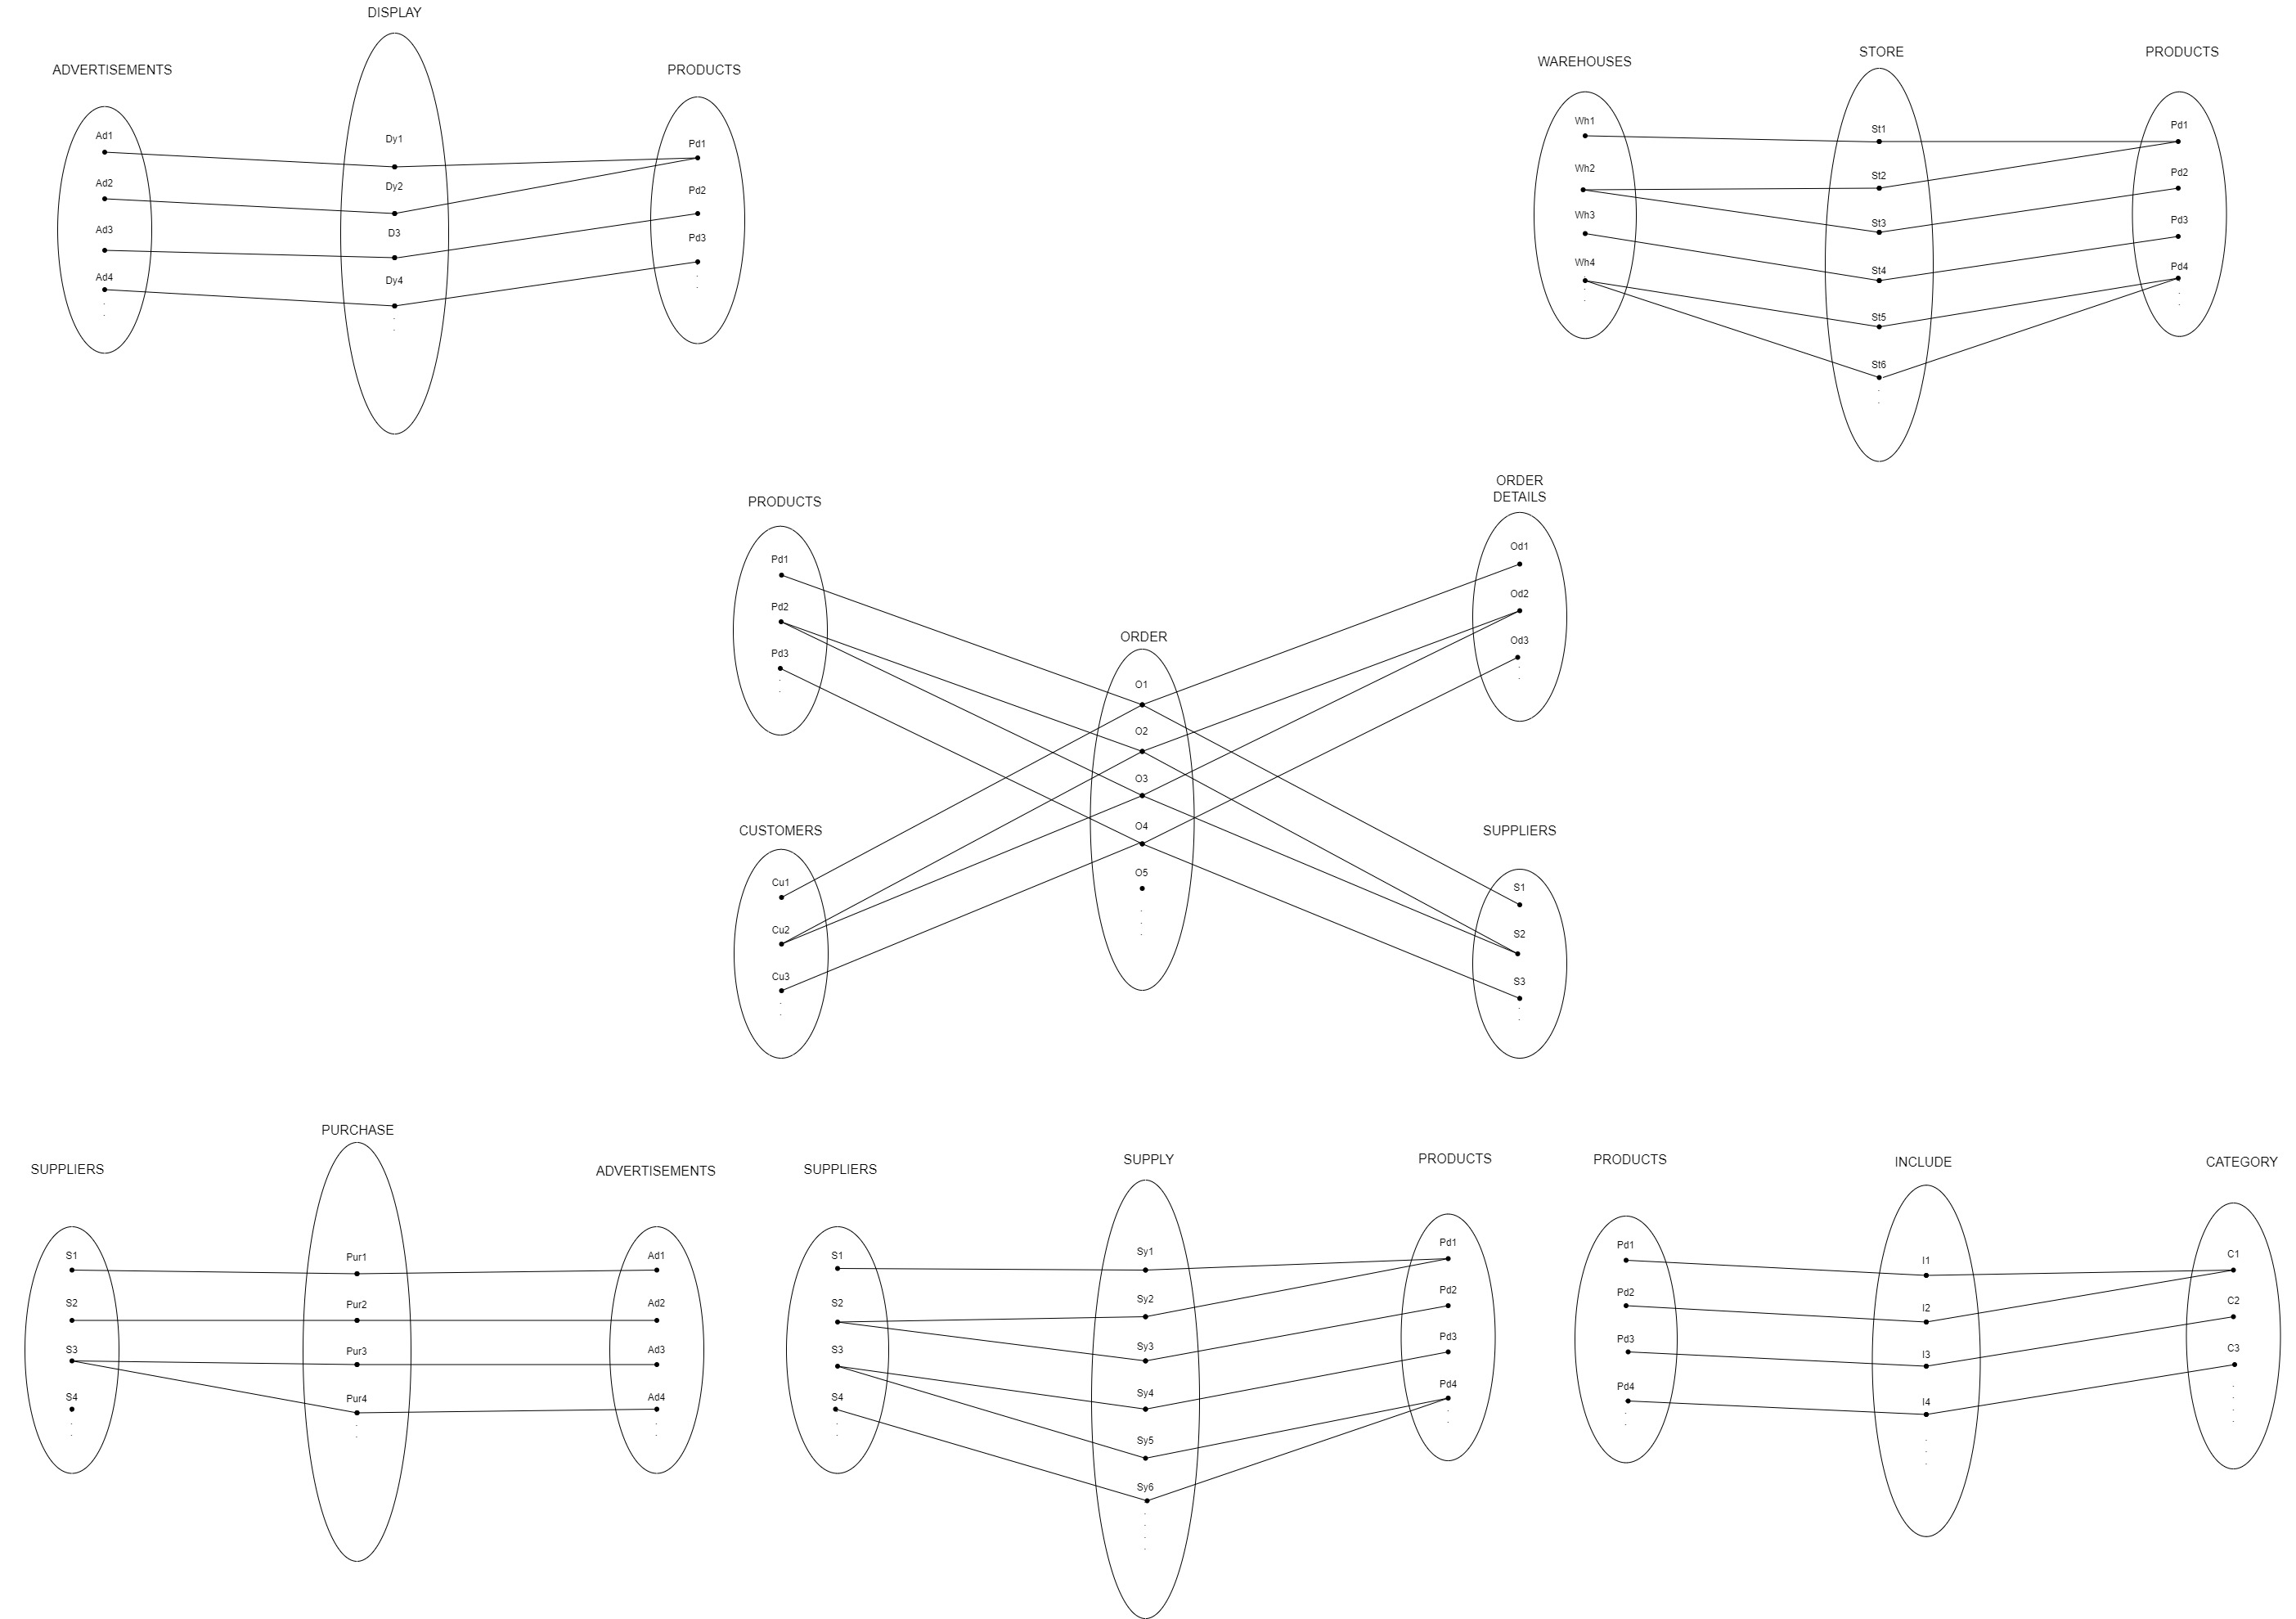 DISPLAY
ADVERTISEMENTS
PRODUCTS
Ad1
Ad2
Ad3
Ad4
Dy1
Dy2
D3
Dy4
Pd1
Pd2
Pd3
WAREHOUSES
STORE
PRODUCTS
Wh1
Wh2
Wh3
Wh4
St1
St2
St3
St4
St5
St6
Pd1
Pd2
Pd3
Pd4
PRODUCTS
Pd1
Pd2
Pd3
ORDER
DETAILS
Od1
Od2
Od3
ORDER
O1
O2
O3
O4
O5
CUSTOMERS
Cu1
Cu2
Cu3
SUPPLIERS
S1
S2
S3
PURCHASE
SUPPLIERS
ADVERTISEMENTS
S1
S2
S3
S4
Pur1
Pur2
Pur3
Pur4
Ad1
Ad2
Ad3
Ad4
SUPPLIERS
SUPPLY
PRODUCTS
S1
S2
S3
S4
Sy1
Sy2
Sy3
Sy4
Sy5
Sy6
Pd1
Pd2
Pd3
Pd4
PRODUCTS
INCLUDE
CATEGORY
Pd1
Pd2
Pd3
Pd4
I1
I2
I3
I4
C1
C2
C3